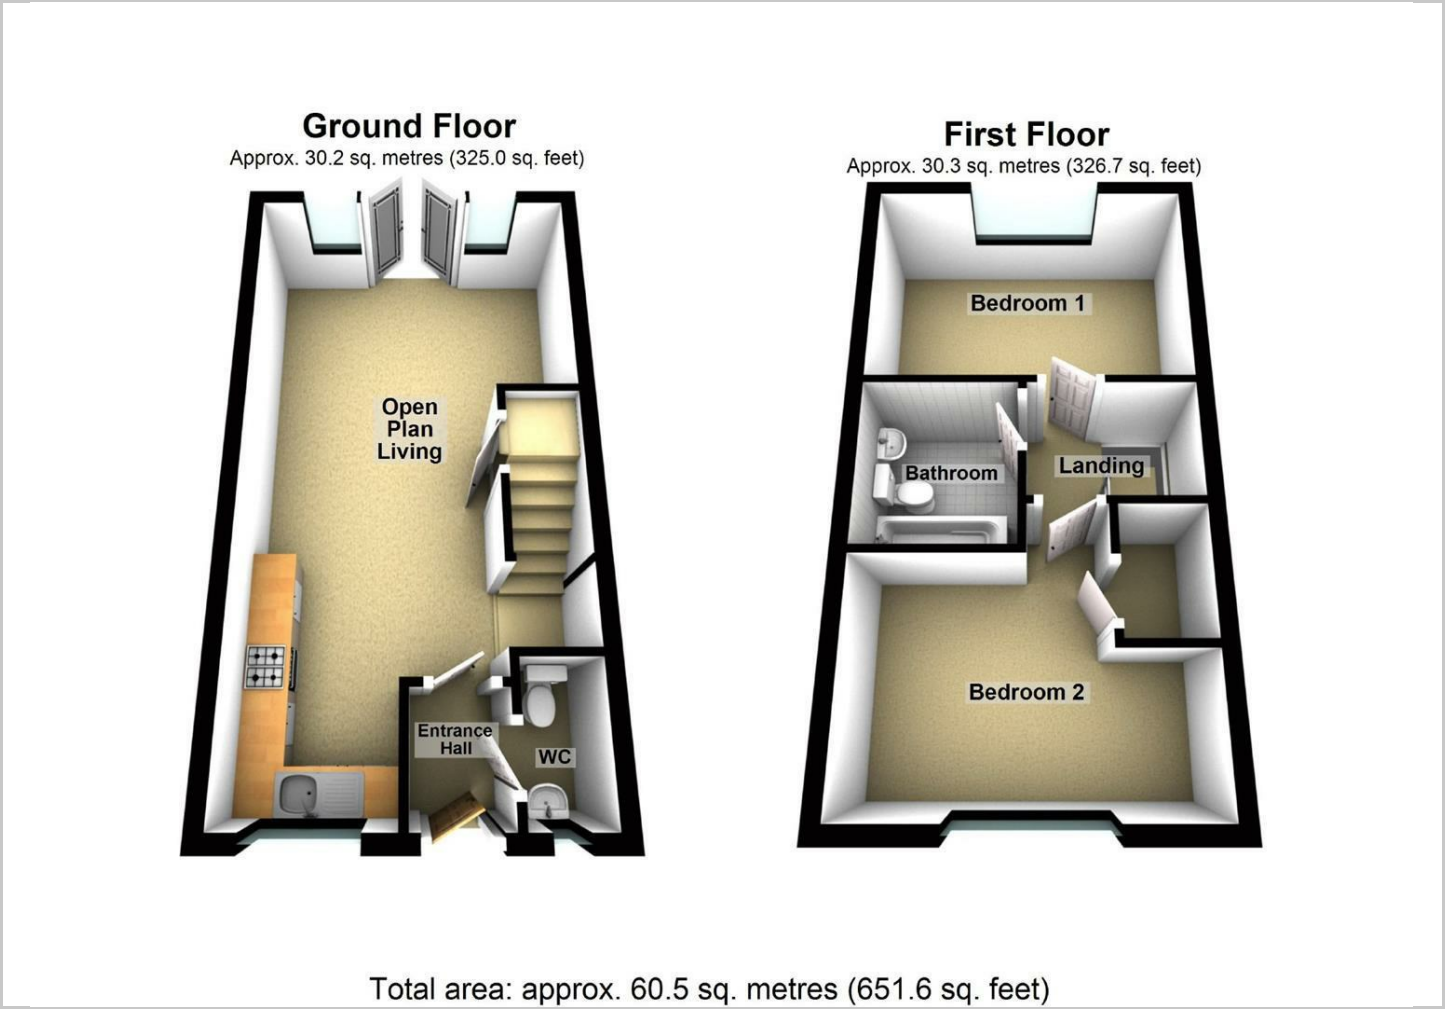 Ground Floor
Approx. 30.2 sq. metres (325.0 sq. feet)
Open
Plan
Living
Entrance
Hall
WC
First Floor
Approx. 30.3 sq. metres (326.7 sq. feet)
Bedroom 1
Bathroom
Landing
Bedroom 2
Total area: approx. 60.5 sq. metres (651.6 sq. feet)